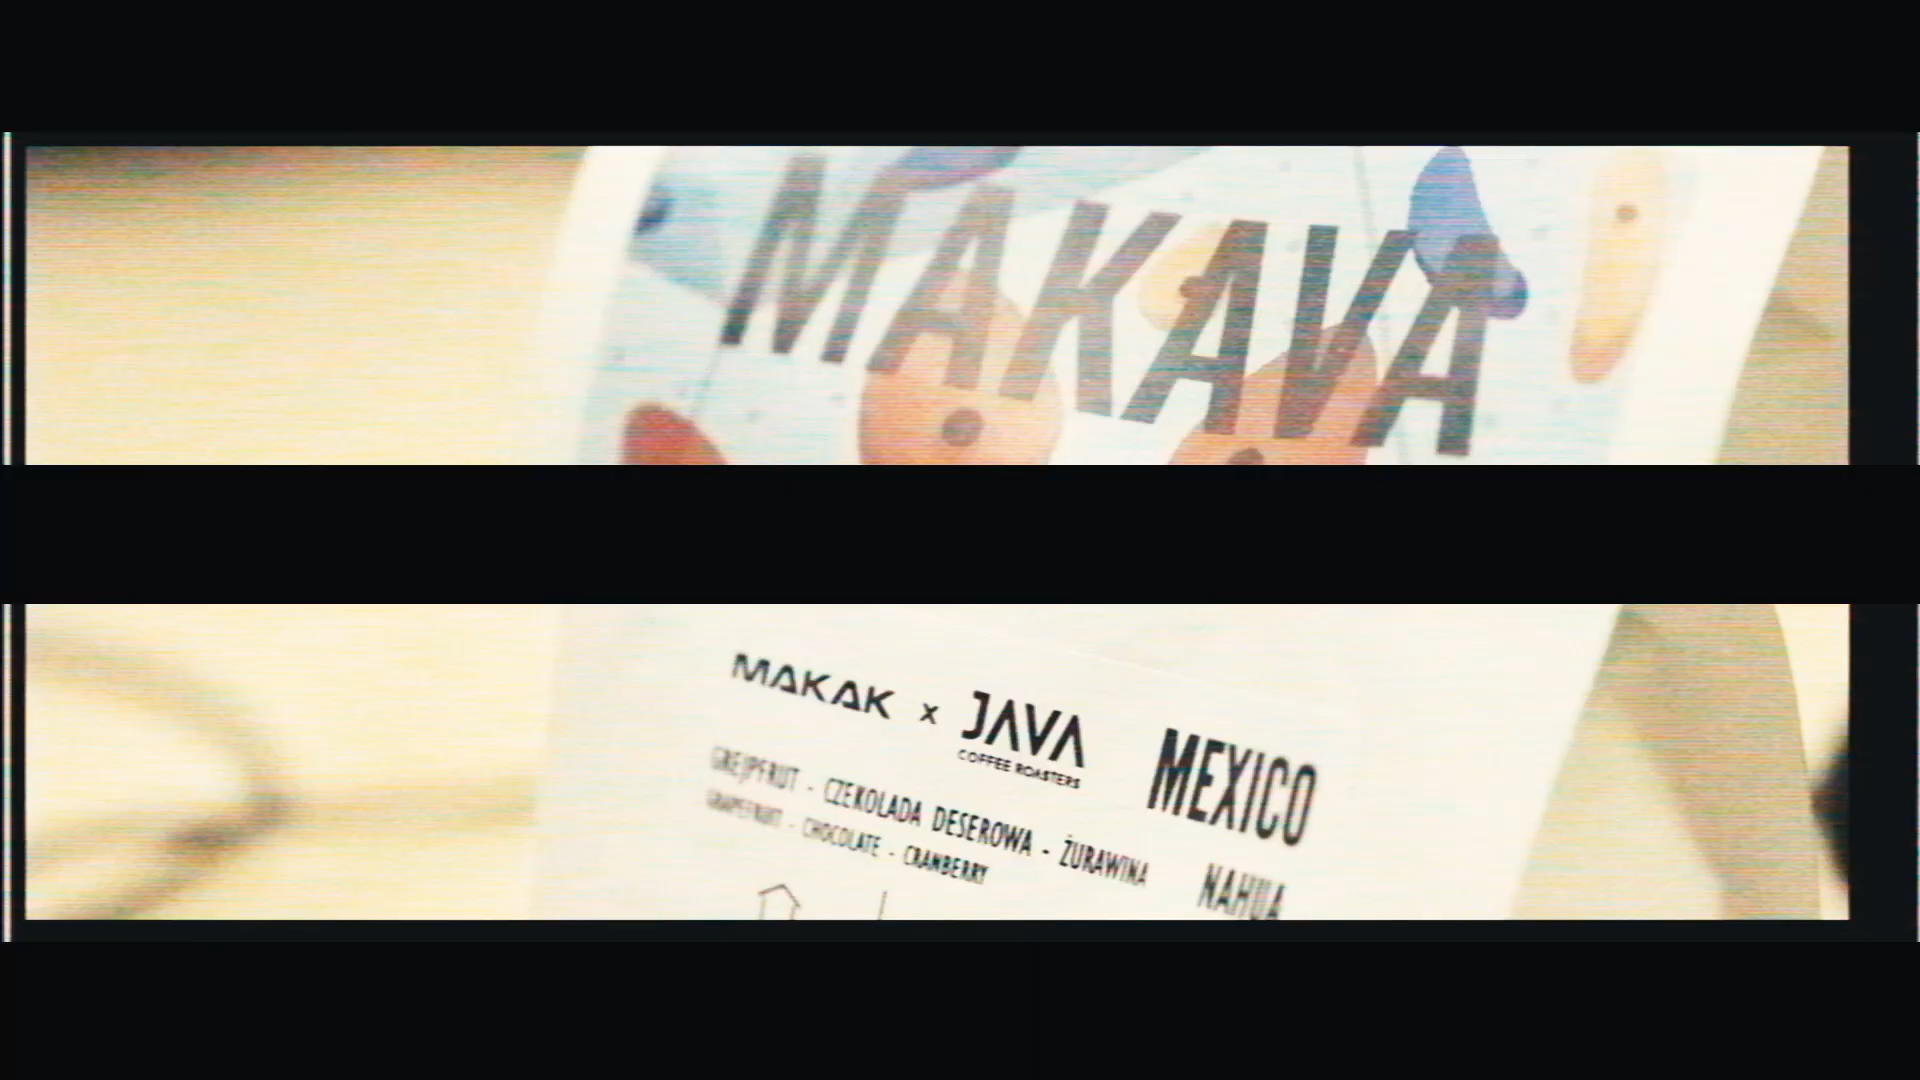 MAKAVA
MAKAK x JAVA
COFFEE ROASTERS
MEXICO
GREJPFRUT - CZEKOLADA DESEROWA - ŻURAWINA
GRAPEFRUIT - CHOCOLATE - CRANBERRY
NAHUA